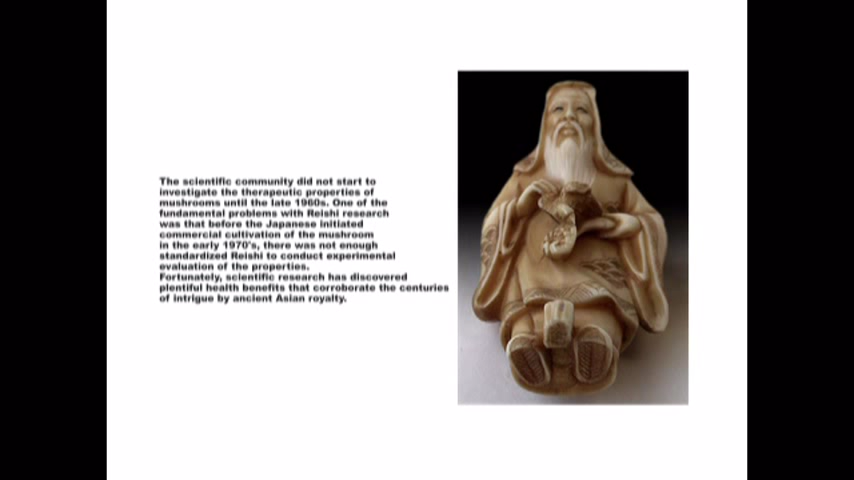 The scientific community did not start to
investigate the therapeutic properties of
mushrooms until the late 1960s. One of the
fundamental problems with Reishi research
was that before the Japanese initiated
commercial cultivation of the mushroom
in the early 1970's, there was not enough
standardized Reishi to conduct experimental
evaluation of the properties.
Fortunately, scientific research has discovered
plentiful health benefits that corroborate the centuries
of intrigue by ancient Asian royalty.